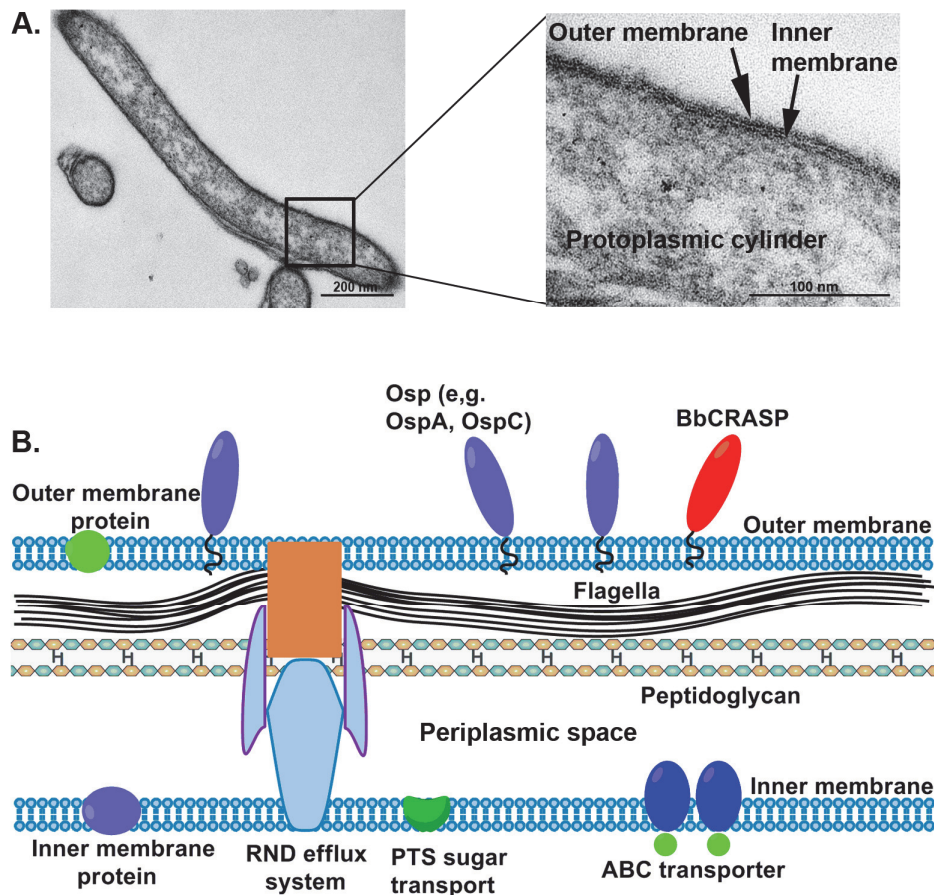 A.
Outer membrane
Inner
membrane
Protoplasmic cylinder
200 nm
100 nm
B.
Osp (e,g.
OspA, OspC)
BbCRASP
Outer membrane
protein
Outer membrane
Flagella
Peptidoglycan
Periplasmic space
Inner membrane
Inner membrane
protein
RND efflux
system
PTS sugar
transport
ABC transporter